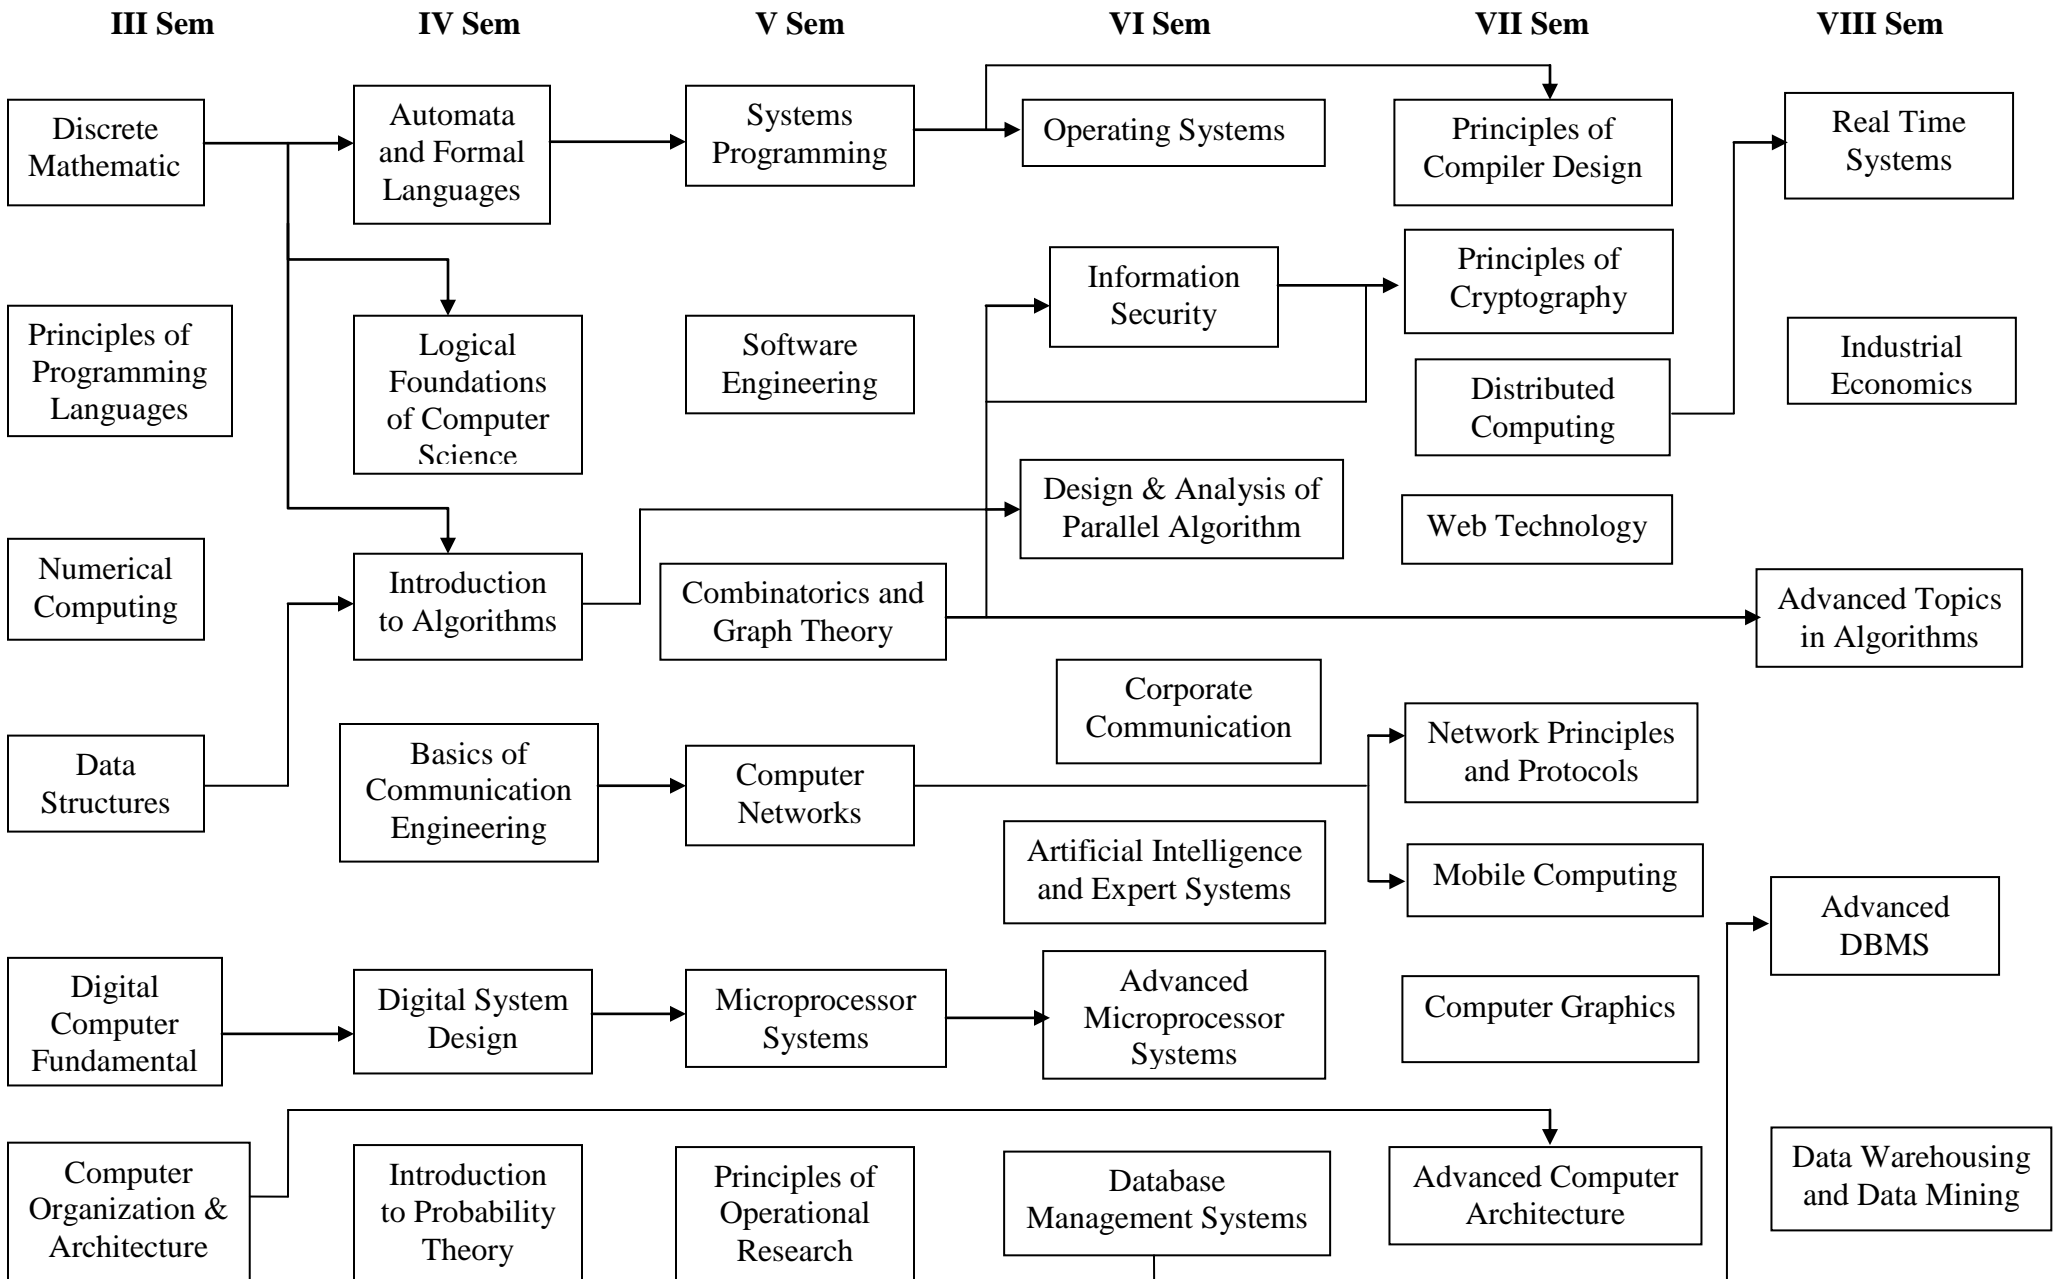 III Sem
IV Sem
V Sem
VI Sem
VII Sem
VIII Sem
Discrete
Mathematic
Principles of
Programming
Languages
Numerical
Computing
Data
Structures
Digital
Computer
Fundamental
Computer
Organization &
Architecture
Automata
and Formal
Languages
Logical
Foundations
of Computer
Science
Introduction
to Algorithms
Basics of
Communication
Engineering
Digital System
Design
Introduction
to Probability
Theory
Systems
Programming
Software
Engineering
Combinatorics and
Graph Theory
Computer
Networks
Microprocessor
Systems
Principles of
Operational
Research
Operating Systems
Information
Security
Design & Analysis of
Parallel Algorithm
Corporate
Communication
Artificial Intelligence
and Expert Systems
Advanced
Microprocessor
Systems
Database
Management Systems
Principles of
Compiler Design
Principles of
Cryptography
Distributed
Computing
Web Technology
Network Principles
and Protocols
Mobile Computing
Computer Graphics
Advanced Computer
Architecture
Real Time
Systems
Industrial
Economics
Advanced Topics
in Algorithms
Advanced
DBMS
Data Warehousing
and Data Mining